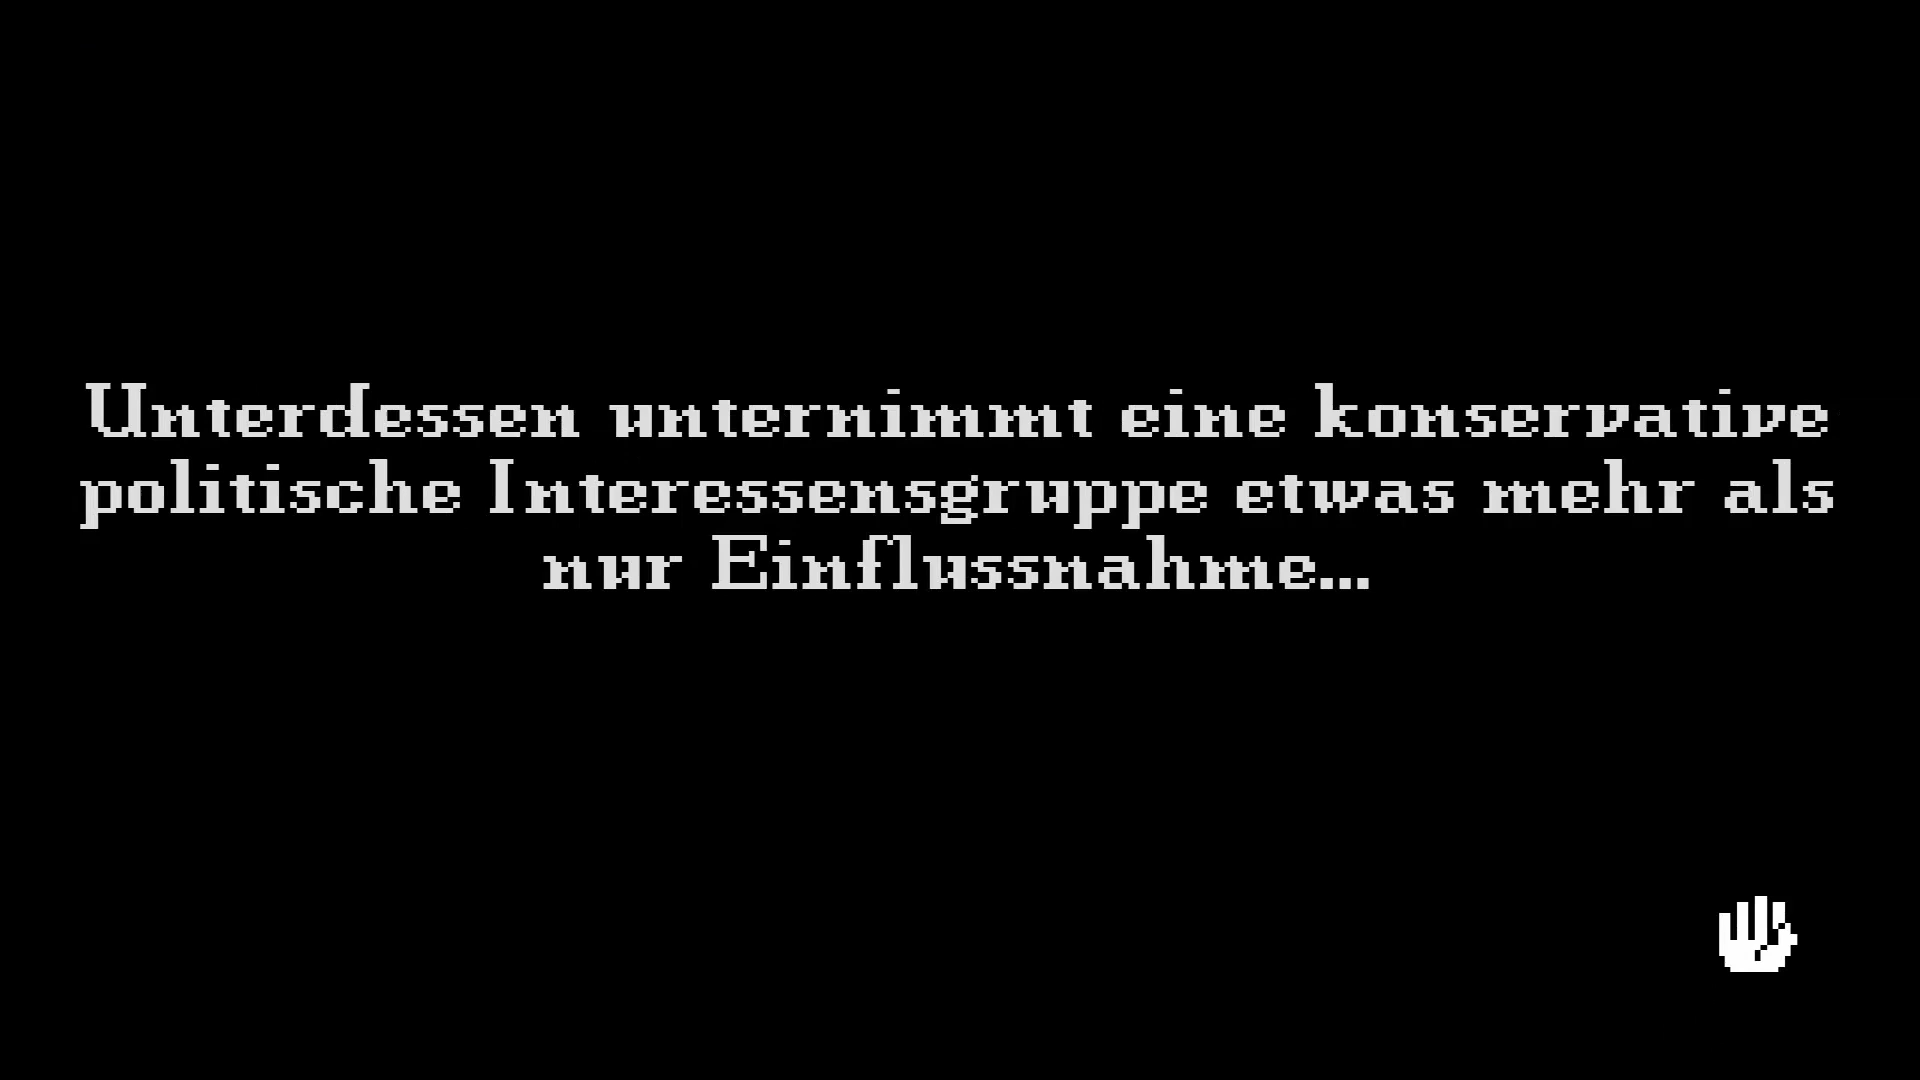 Unterdessen unternimmt eine konservative
politische Interessensgruppe etwas mehr als
nur Einflussnahme...